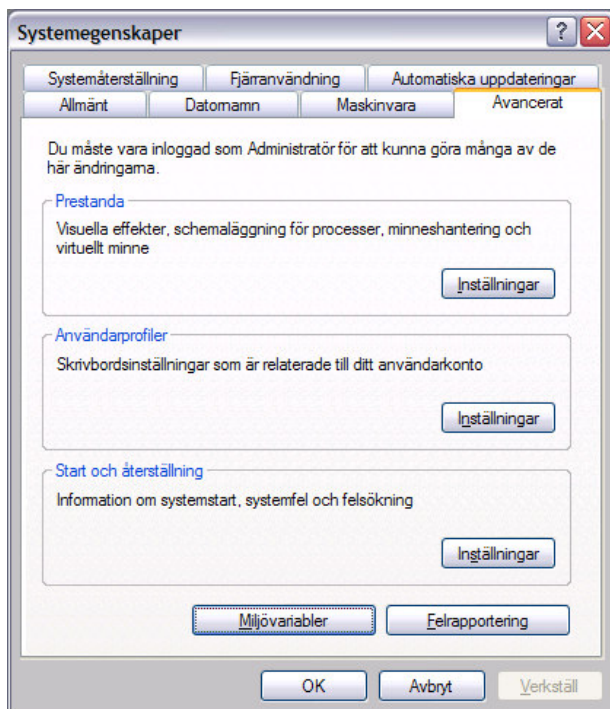 Systemegenskaper
Systemåterställning Fjärranvändning Automatiska uppdateringar
Allmänt Datornamn Maskinvara Avancerat
Du måste vara inloggad som Administratör för att kunna göra många av de
här ändringarna.
Prestanda
Visuella effekter, schemaläggning för processer, minneshantering och
virtuellt minne
Inställningar
Användarprofiler
Skrivbordsinställningar som är relaterade till ditt användarkonto
Inställningar
Start och återställning
Information om systemstart, systemfel och felsökning
Inställningar
Miljövariabler Felrapportering
OK Avbryt Verkställ